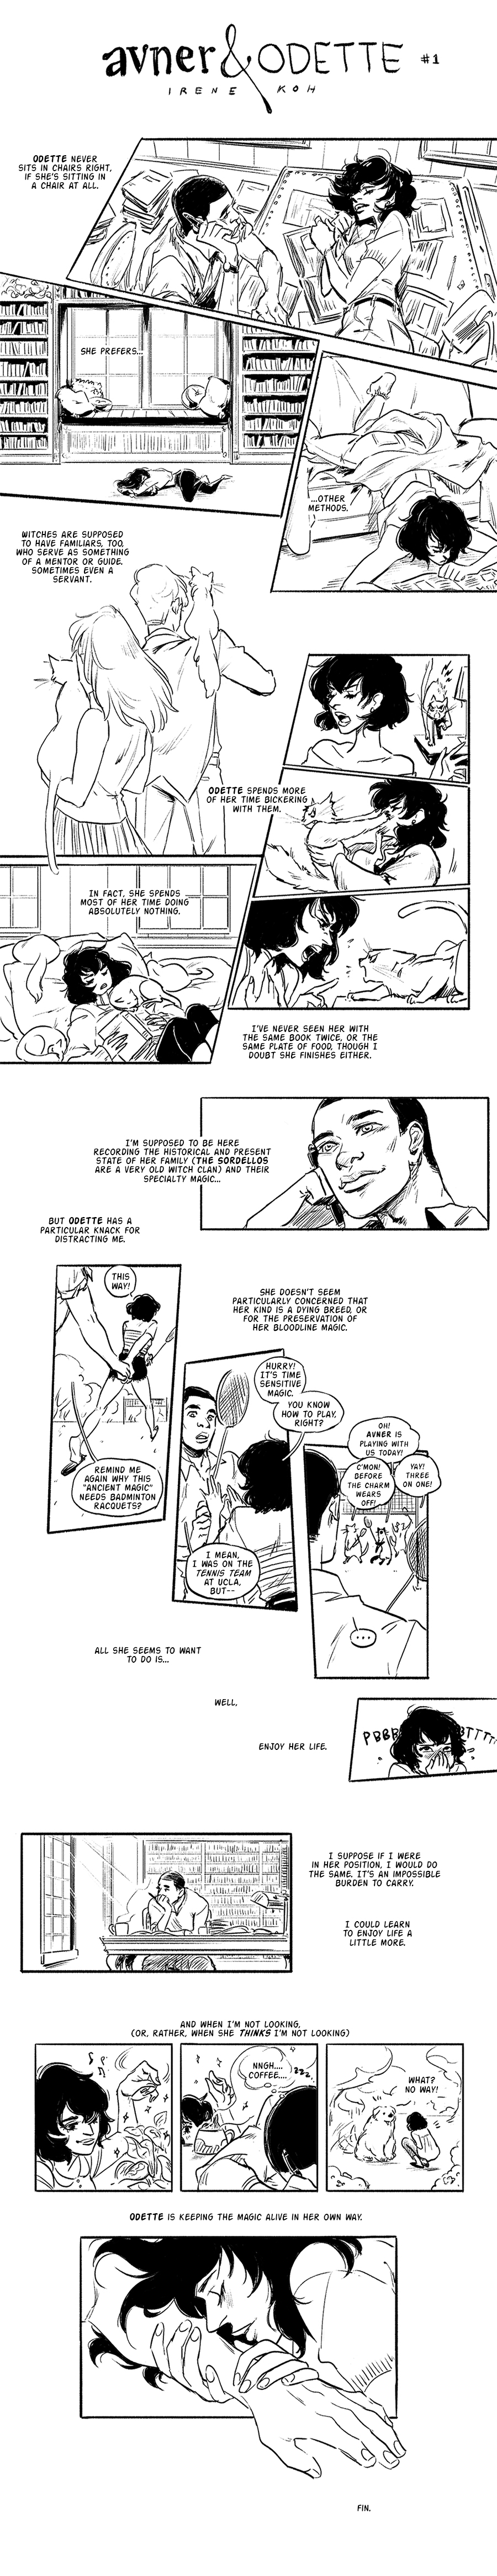 avner & ODETTE #1
IRENE KOH
ODETTE NEVER
SITS IN CHAIRS RIGHT,
IF SHE'S SITTING IN
A CHAIR AT ALL.
SHE PREFERS...
...OTHER
METHODS.
WITCHES ARE SUPPOSED
TO HAVE FAMILIARS, TOO,
WHO SERVE AS SOMETHING
OF A MENTOR OR GUIDE.
SOMETIMES EVEN A
SERVANT.
ODETTE SPENDS MORE
OF HER TIME BICKERING
WITH THEM.
IN FACT, SHE SPENDS
MOST OF HER TIME DOING
ABSOLUTELY NOTHING.
I'VE NEVER SEEN HER WITH
THE SAME BOOK TWICE, OR THE
SAME PLATE OF FOOD, THOUGH I
DOUBT SHE FINISHES EITHER.
I'M SUPPOSED TO BE HERE
RECORDING THE HISTORICAL AND PRESENT
STATE OF HER FAMILY (THE SORDELLOS
ARE A VERY OLD WITCH CLAN) AND THEIR
SPECIALTY MAGIC...
BUT ODETTE HAS A
PARTICULAR KNACK FOR
DISTRACTING ME.
THIS
WAY!
REMIND ME
AGAIN WHY THIS
"ANCIENT MAGIC"
NEEDS BADMINTON
RACQUETS?
SHE DOESN'T SEEM
PARTICULARLY CONCERNED THAT
HER KIND IS A DYING BREED, OR
FOR THE PRESERVATION OF
HER BLOODLINE MAGIC.
HURRY!
IT'S TIME
SENSITIVE
MAGIC.
YOU KNOW
HOW TO PLAY,
RIGHT?
I MEAN,
I WAS ON THE
TENNIS TEAM
AT UCLA,
BUT--
OH!
AVNER IS
PLAYING WITH
US TODAY!
C'MON!
BEFORE
THE CHARM
WEARS
OFF!
YAY!
THREE
ON ONE!
...
ALL SHE SEEMS TO WANT
TO DO IS...
WELL,
ENJOY HER LIFE.
I SUPPOSE IF I WERE
IN HER POSITION, I WOULD DO
THE SAME. IT'S AN IMPOSSIBLE
BURDEN TO CARRY.
I COULD LEARN
TO ENJOY LIFE A
LITTLE MORE.
AND WHEN I'M NOT LOOKING,
(OR, RATHER, WHEN SHE THINKS I'M NOT LOOKING)
NNGH....
COFFEE....
zzz..
WHAT?
NO WAY!
ODETTE IS KEEPING THE MAGIC ALIVE IN HER OWN WAY.
FIN.